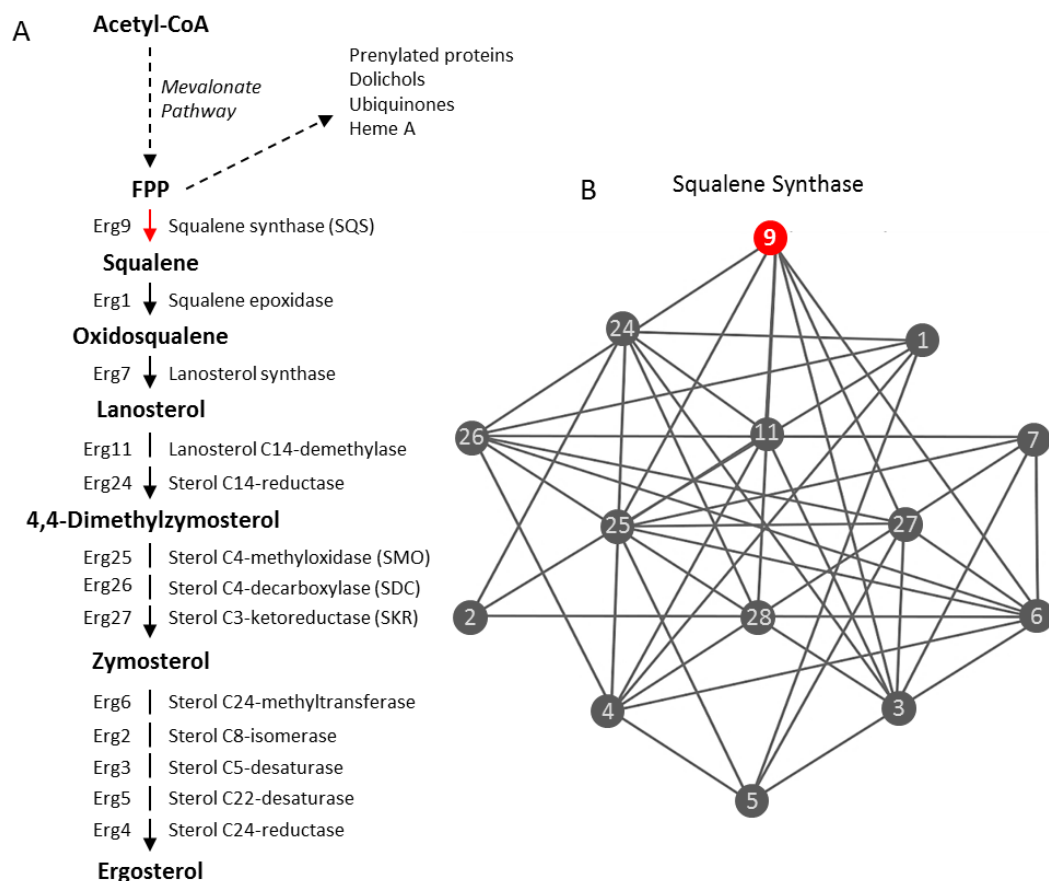 A
Acetyl-CoA
Mevalonate
Pathway
Prenylated proteins
Dolichols
Ubiquinones
Heme A
FPP
Erg9 Squalene synthase (SQS)
Squalene
Erg1 Squalene epoxidase
Oxidosqualene
Erg7 Lanosterol synthase
Lanosterol
Erg11 Lanosterol C14-demethylase
Erg24 Sterol C14-reductase
4,4-Dimethylzymosterol
Erg25 Sterol C4-methyloxidase (SMO)
Erg26 Sterol C4-decarboxylase (SDC)
Erg27 Sterol C3-ketoreductase (SKR)
Zymosterol
Erg6 Sterol C24-methyltransferase
Erg2 Sterol C8-isomerase
Erg3 Sterol C5-desaturase
Erg5 Sterol C22-desaturase
Erg4 Sterol C24-reductase
Ergosterol
B
Squalene Synthase
9
24
1
26
11
7
25
27
2
28
6
4
3
5